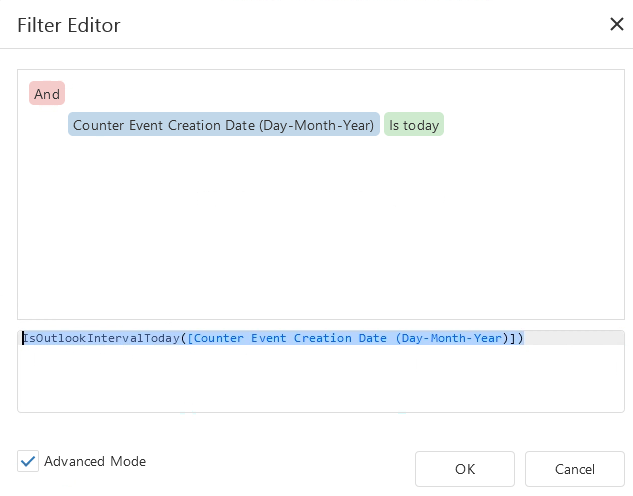 Filter Editor
And
Counter Event Creation Date (Day-Month-Year) Is today
IsOutlookIntervalToday([Counter Event Creation Date (Day-Month-Year)])
Advanced Mode
OK
Cancel